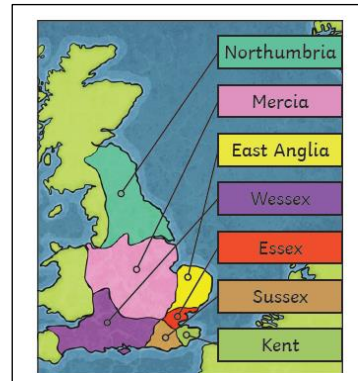 Northumbria
Mercia
East Anglia
Wessex
Essex
Sussex
Kent